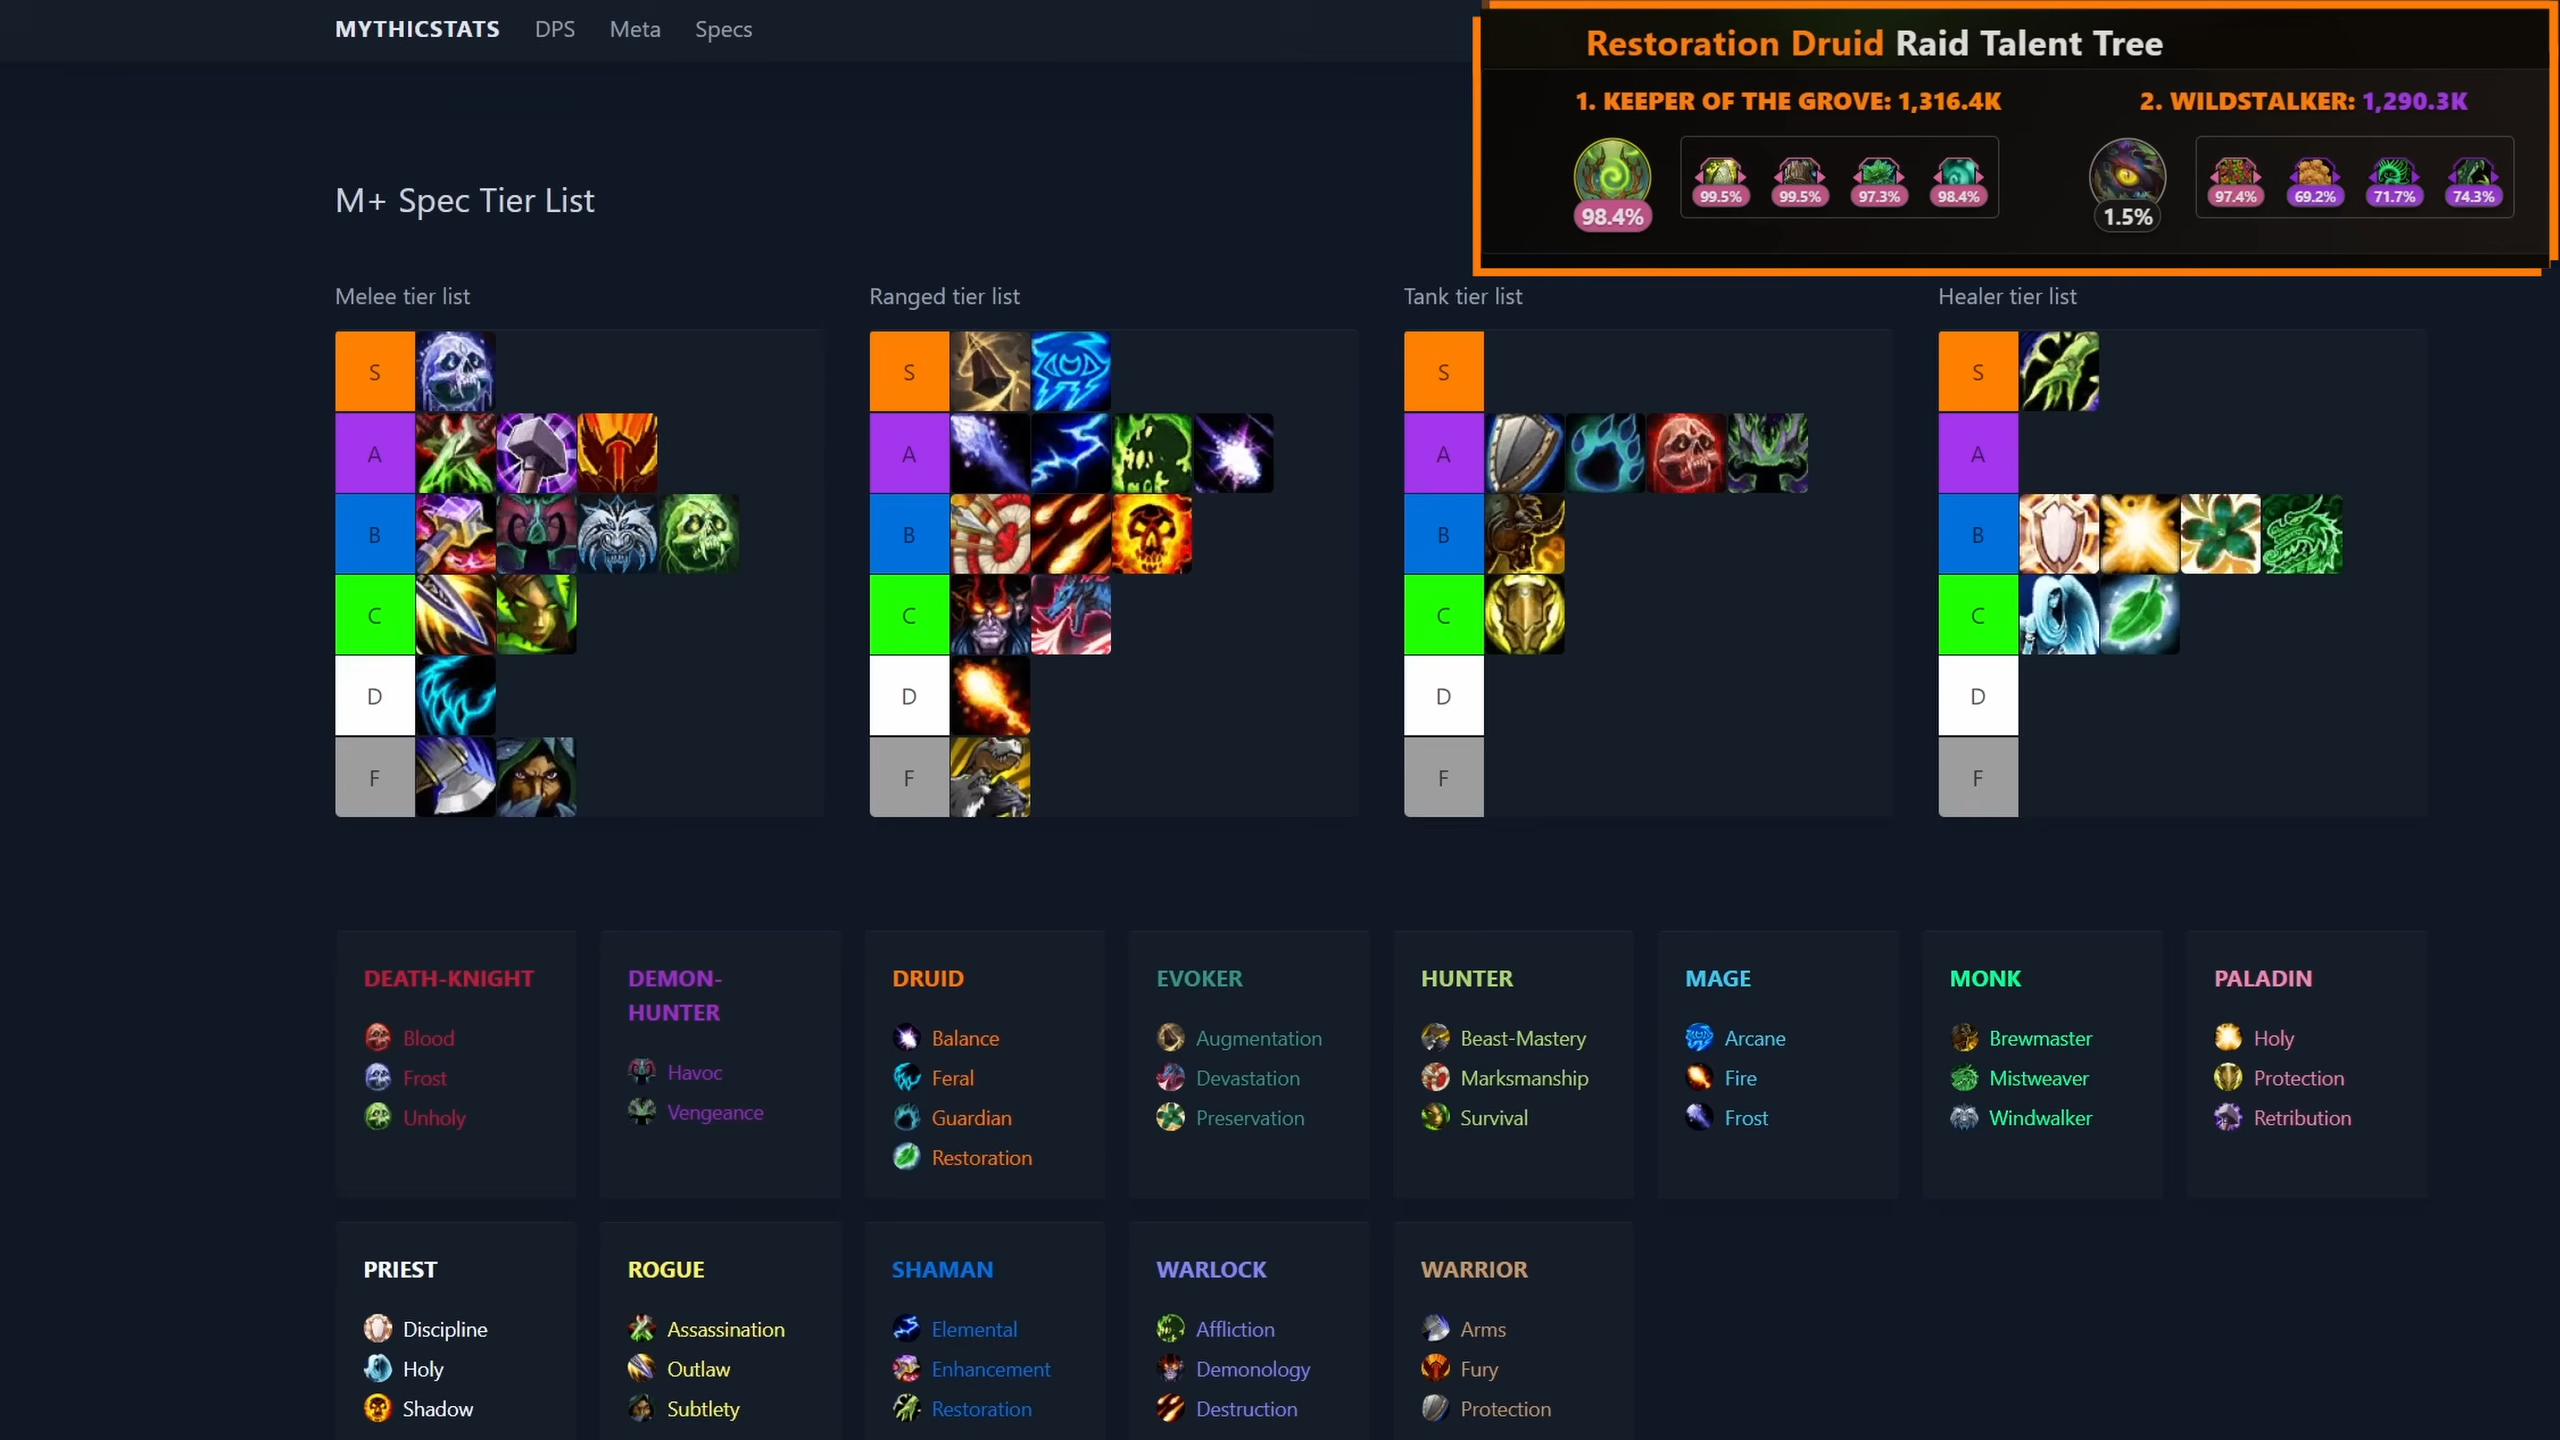 MYTHICSTATS DPS Meta Specs
Restoration Druid Raid Talent Tree
1. KEEPER OF THE GROVE: 1,316.4K
98.4%
99.5% 99.5% 97.3% 98.4%
2. WILDSTALKER: 1,290.3K
1.5%
97.4% 69.2% 71.7% 74.3%
M+ Spec Tier List
Melee tier list
S
A
B
C
D
F
Ranged tier list
S
A
B
C
D
F
Tank tier list
S
A
B
C
D
F
Healer tier list
S
A
B
C
D
F
DEATH-KNIGHT
Blood
Frost
Unholy
DEMON-
HUNTER
Havoc
Vengeance
DRUID
Balance
Feral
Guardian
Restoration
EVOKER
Augmentation
Devastation
Preservation
HUNTER
Beast-Mastery
Marksmanship
Survival
MAGE
Arcane
Fire
Frost
MONK
Brewmaster
Mistweaver
Windwalker
PALADIN
Holy
Protection
Retribution
PRIEST
Discipline
Holy
Shadow
ROGUE
Assassination
Outlaw
Subtlety
SHAMAN
Elemental
Enhancement
Restoration
WARLOCK
Affliction
Demonology
Destruction
WARRIOR
Arms
Fury
Protection